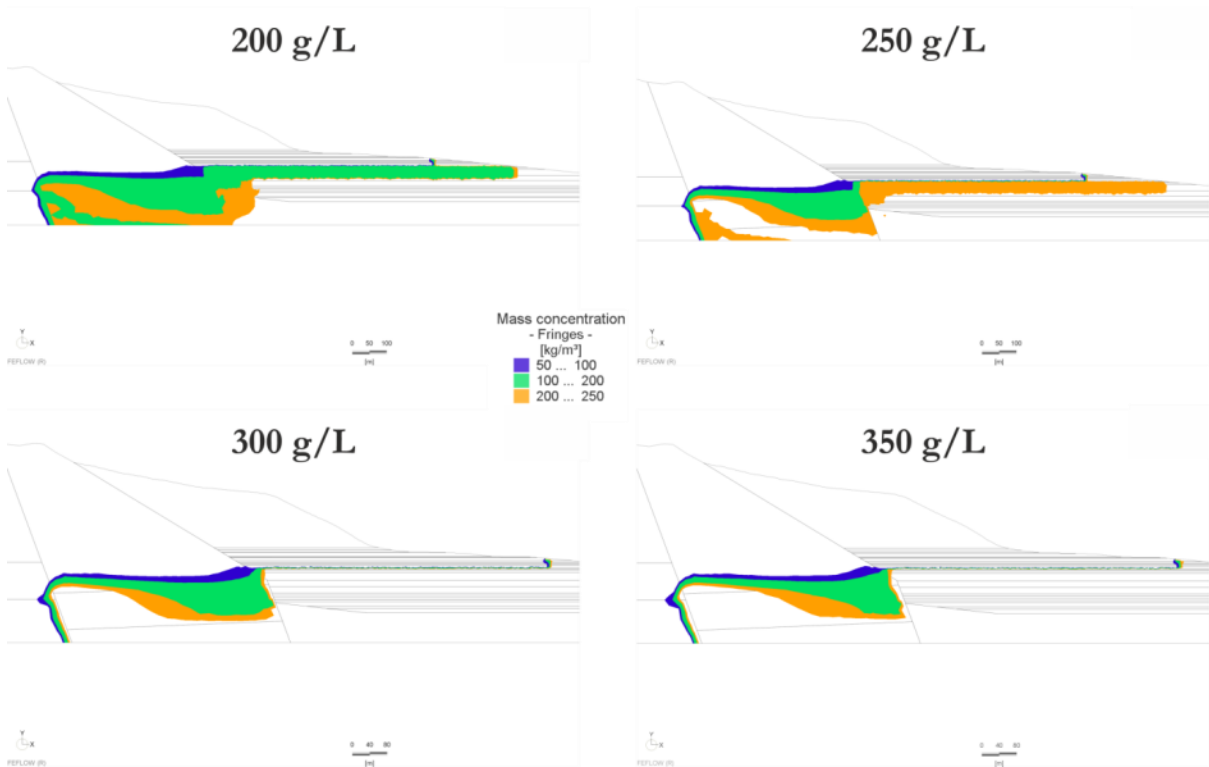 200 g/L
250 g/L
Y
X
FEFLOW (R)
0 50 100
[m]
Y
X
FEFLOW (R)
0 50 100
[m]
Mass concentration
- Fringes -
[kg/m³]
50 ... 100
100 ... 200
200 ... 250
300 g/L
350 g/L
Y
X
FEFLOW (R)
0 40 80
[m]
Y
X
FEFLOW (R)
0 40 80
[m]